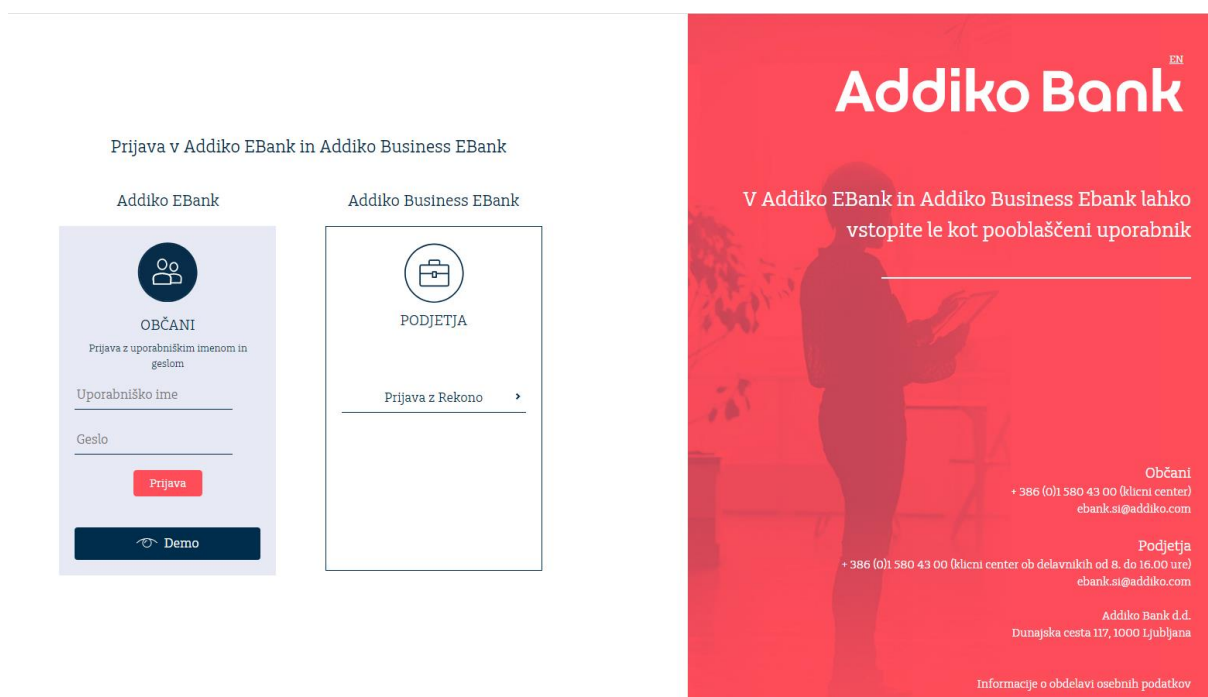 Prijava v Addiko EBank in Addiko Business EBank
Addiko EBank
OBČANI
Prijava z uporabniškim imenom in
geslom
Uporabniško ime
Geslo
Prijava
Demo
Addiko Business EBank
PODJETJA
Prijava z Rekono
EN
Addiko Bank
V Addiko EBank in Addiko Business Ebank lahko
vstopite le kot pooblaščeni uporabnik
Občani
+ 386 (0)1 580 43 00 (klicni center)
ebank.si@addiko.com
Podjetja
+ 386 (0)1 580 43 00 (klicni center ob delavnikih od 8. do 16.00 ure)
ebank.si@addiko.com
Addiko Bank d.d.
Dunajska cesta 117, 1000 Ljubljana
Informacije o obdelavi osebnih podatkov